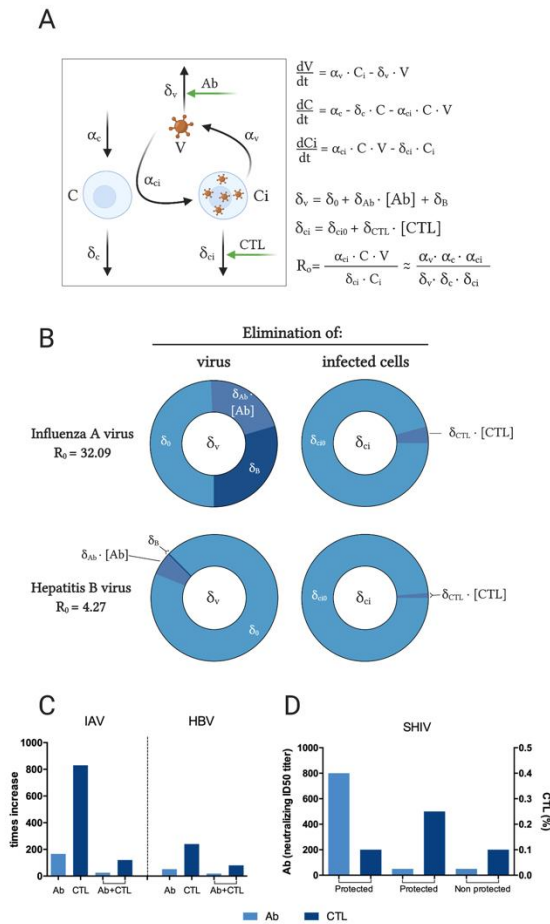 A
δv
Ab
V
αv
αc
αci
C
Ci
δc
δci
CTL
dV/dt = αv · Ci - δv · V
dC/dt = αc - δc · C - αci · C · V
dCi/dt = αci · C · V - δci · Ci
δv = δ0 + δAb · [Ab] + δB
δci = δci0 + δCTL · [CTL]
Ro = αci · C · V / δci · Ci ≈ αv · αc · αci / δv · δc · δci
B
Elimination of:
virus infected cells
Influenza A virus
R0 = 32.09
δ0
δv
δAb · [Ab]
δB
δci0
δci
δCTL · [CTL]
Hepatitis B virus
R0 = 4.27
δB
δAb · [Ab]
δv
δ0
δci0
δci
δCTL · [CTL]
C
IAV HBV
times increase
1000
800
600
400
200
0
Ab CTL Ab+CTL Ab CTL Ab+CTL
D
SHIV
Ab (neutralizing ID50 titer)
1000
800
600
400
200
0
0.5
0.4
0.3
0.2
0.1
0.0
CTL (%)
Protected Protected Non protected
Ab CTL